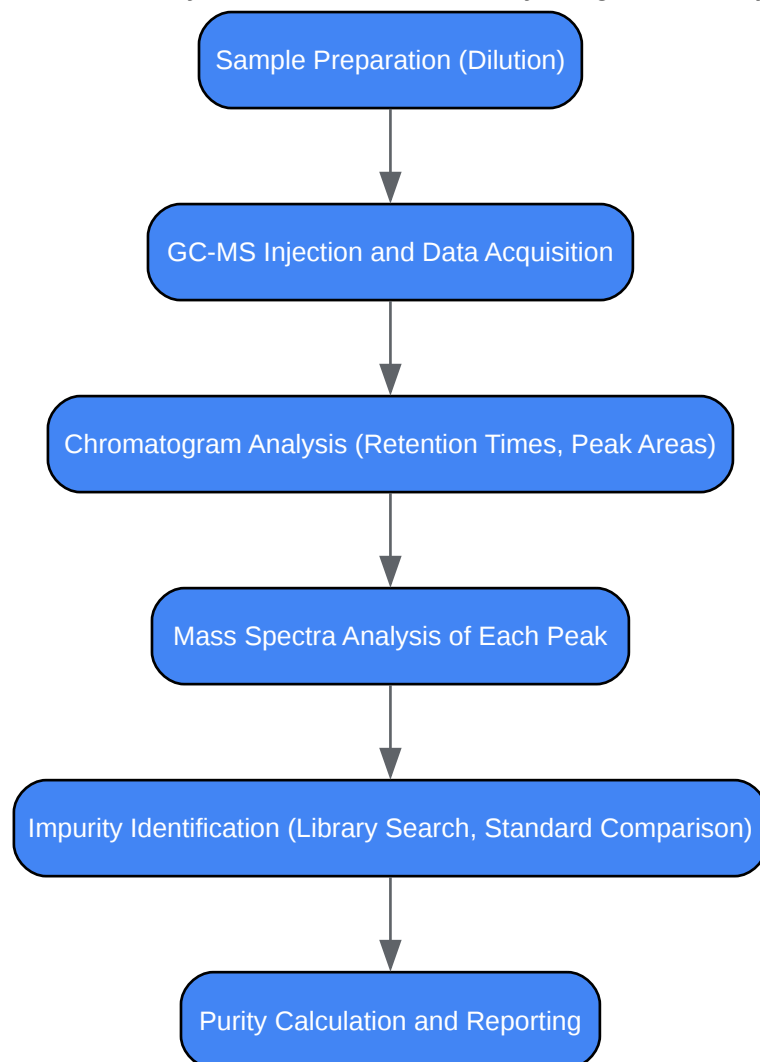 Sample Preparation (Dilution)
GC-MS Injection and Data Acquisition
Chromatogram Analysis (Retention Times, Peak Areas)
Mass Spectra Analysis of Each Peak
Impurity Identification (Library Search, Standard Comparison)
Purity Calculation and Reporting